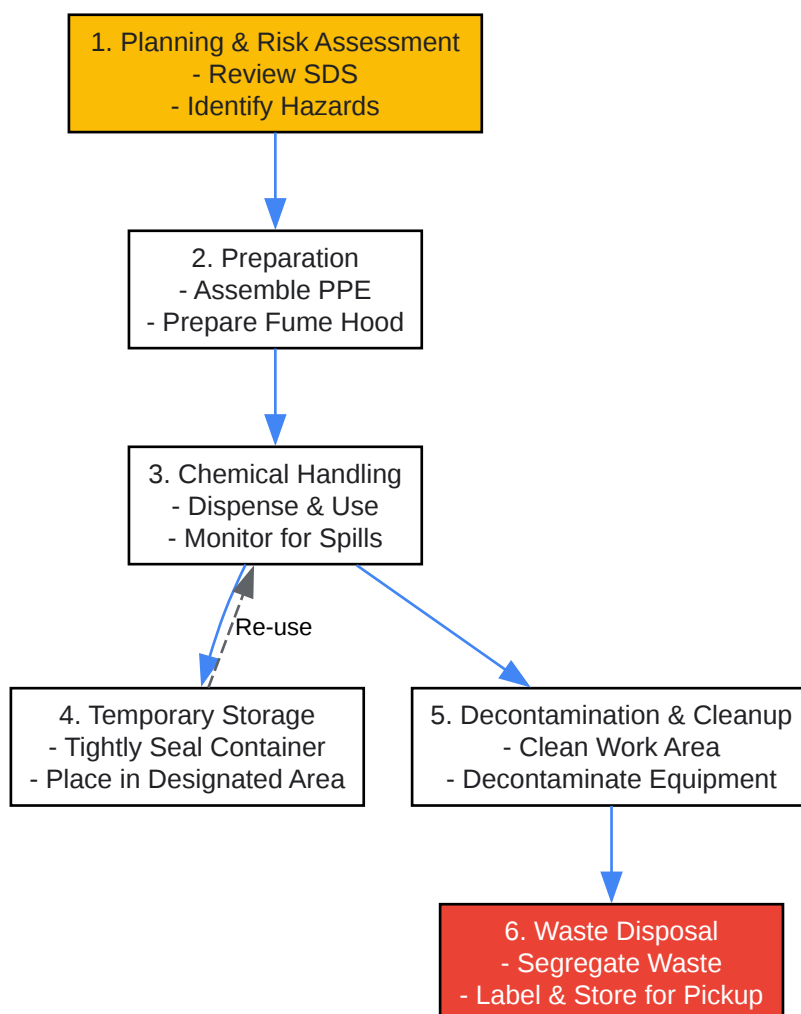 1. Planning & Risk Assessment
- Review SDS
- Identify Hazards
2. Preparation
- Assemble PPE
- Prepare Fume Hood
3. Chemical Handling
- Dispense & Use
- Monitor for Spills
Re-use
4. Temporary Storage
- Tightly Seal Container
- Place in Designated Area
5. Decontamination & Cleanup
- Clean Work Area
- Decontaminate Equipment
6. Waste Disposal
- Segregate Waste
- Label & Store for Pickup